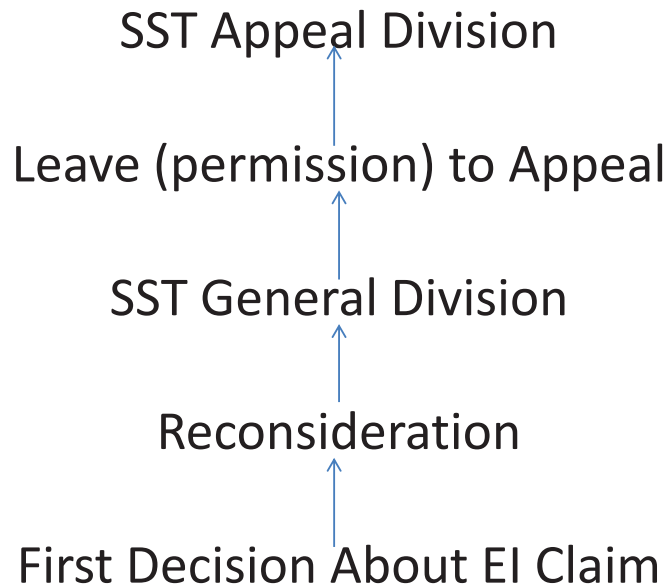 SST Appeal Division
Leave (permission) to Appeal
SST General Division
Reconsideration
First Decision About EI Claim